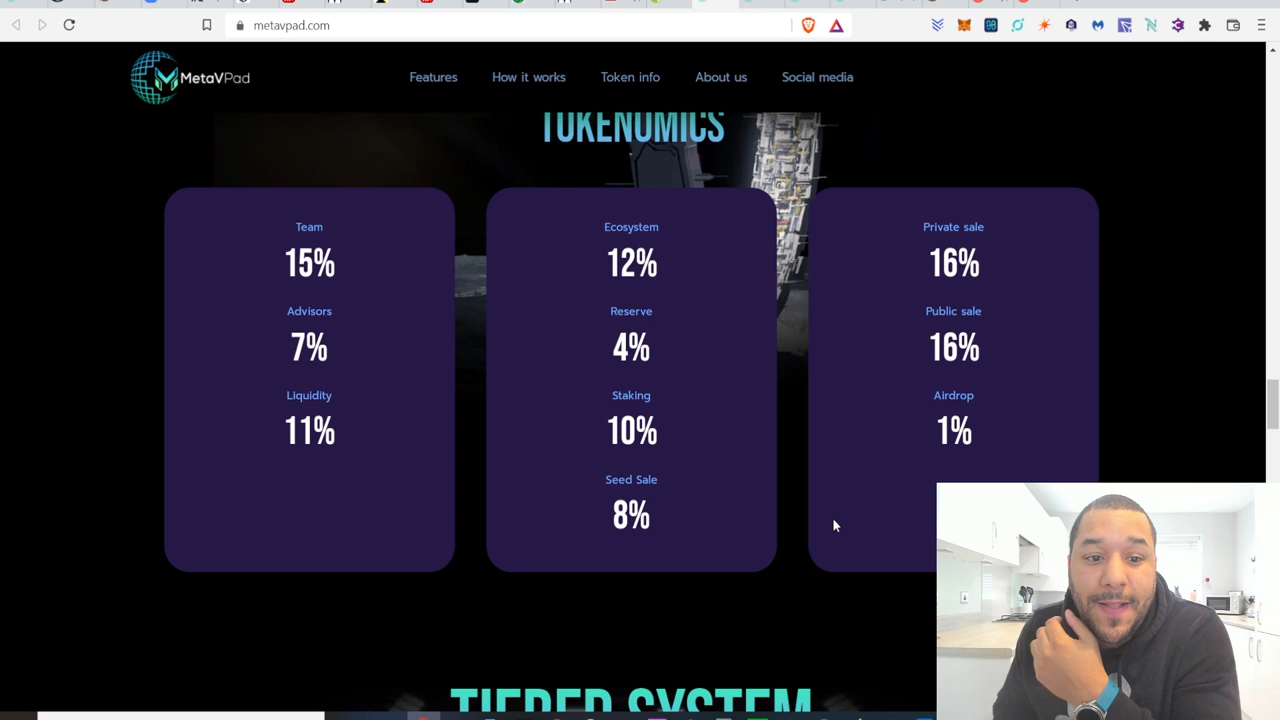 metavpad.com
MetaVPad
Features How it works Token info About us Social media
TOKENOMICS
Team
15%
Advisors
7%
Liquidity
11%
Ecosystem
12%
Reserve
4%
Staking
10%
Seed Sale
8%
Private sale
16%
Public sale
16%
Airdrop
1%
TIERED SYSTEM